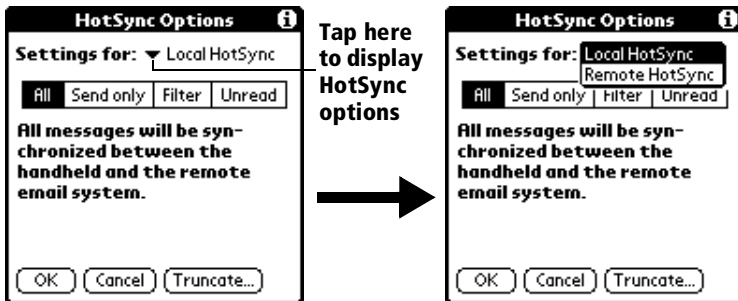 HotSync Options
Settings for: Local HotSync
All Send only Filter Unread
All messages will be syn-
chronized between the
handheld and the remote
email system.
OK Cancel Truncate...
Tap here
to display
HotSync
options
HotSync Options
Settings for: Local HotSync
Remote HotSync
All Send only Filter Unread
All messages will be syn-
chronized between the
handheld and the remote
email system.
OK Cancel Truncate...